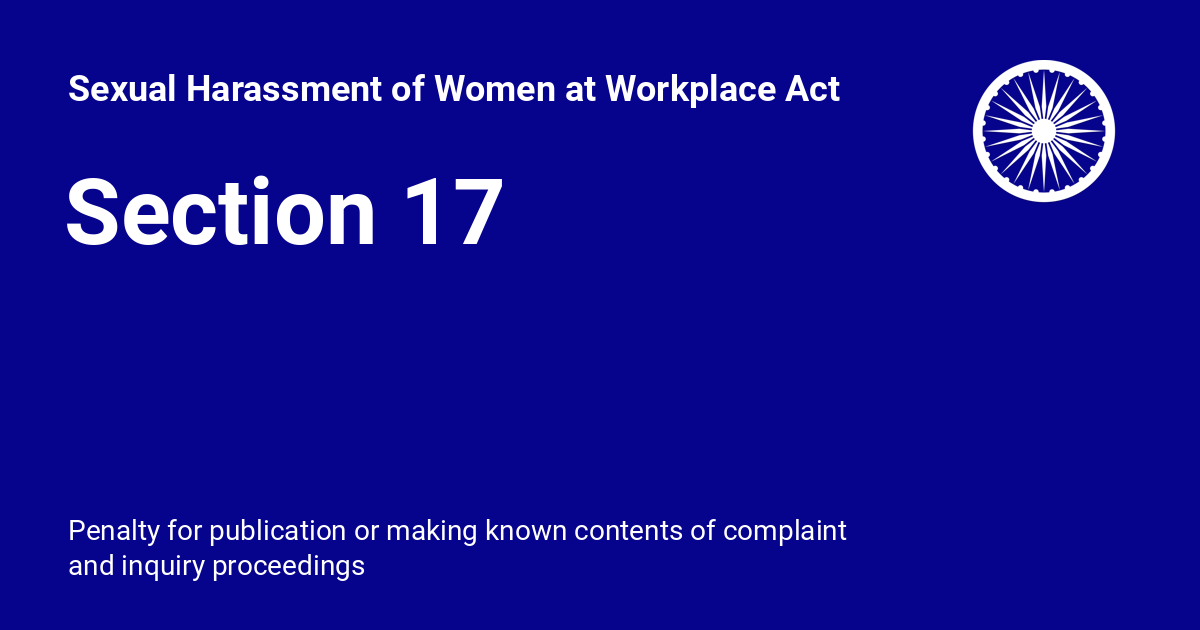 Sexual Harassment of Women at Workplace Act
Section 17
Penalty for publication or making known contents of complaint
and inquiry proceedings